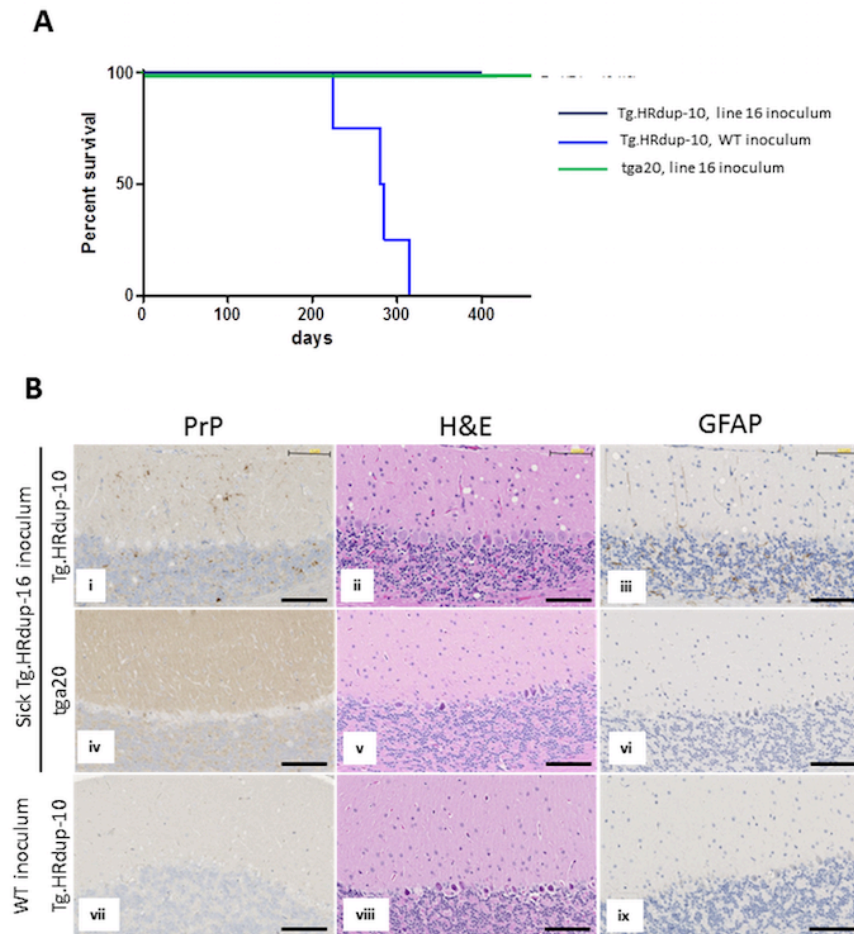 A
100
50
0
Percent survival
0 100 200 300 400
days
Tg.HRdup-10, line 16 inoculum
Tg.HRdup-10, WT inoculum
tga20, line 16 inoculum
B
PrP H&E GFAP
Sick Tg.HRdup-16 inoculum
Tg.HRdup-10
i ii iii
tga20
iv v vi
WT inoculum
Tg.HRdup-10
vii viii ix